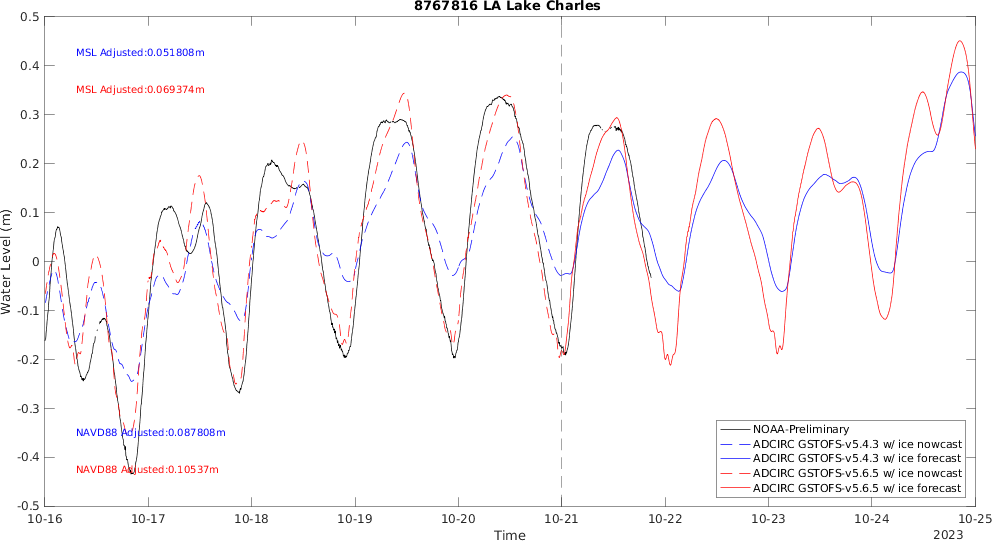 8767816 LA Lake Charles
0.5
0.4
0.3
0.2
0.1
0
-0.1
-0.2
-0.3
-0.4
-0.5
Water Level (m)
MSL Adjusted:0.051808m
MSL Adjusted:0.069374m
NAVD88 Adjusted:0.087808m
NAVD88 Adjusted:0.10537m
NOAA-Preliminary
ADCIRC GSTOFS-v5.4.3 w/ ice nowcast
ADCIRC GSTOFS-v5.4.3 w/ ice forecast
ADCIRC GSTOFS-v5.6.5 w/ ice nowcast
ADCIRC GSTOFS-v5.6.5 w/ ice forecast
10-16 10-17 10-18 10-19 10-20 10-21 10-22 10-23 10-24 10-25
Time
2023